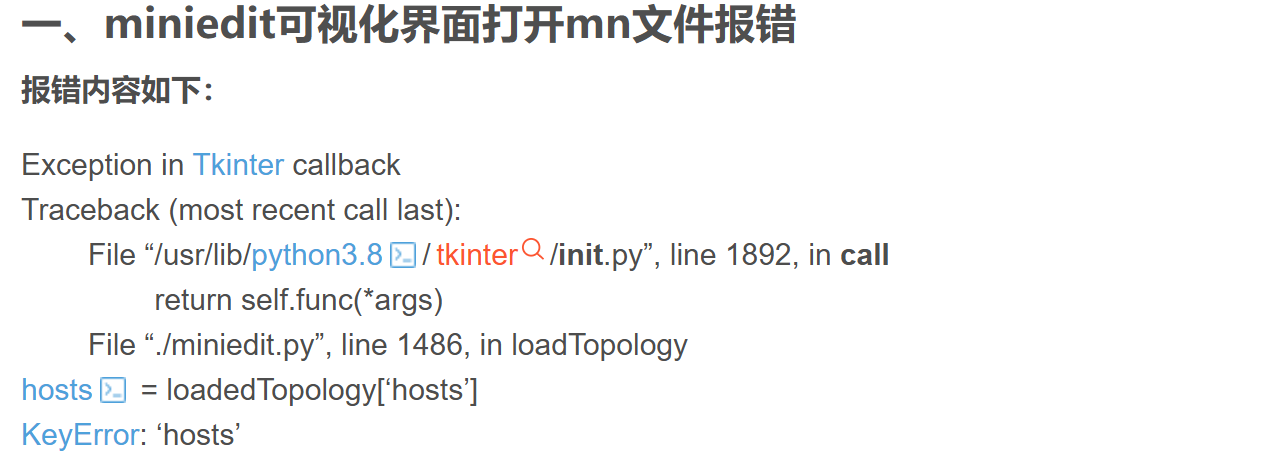 一、miniedit可视化界面打开mn文件报错
报错内容如下：
Exception in Tkinter callback
Traceback (most recent call last):
File “/usr/lib/python3.8 / tkinter /init.py”, line 1892, in call
return self.func(*args)
File “./miniedit.py”, line 1486, in loadTopology
hosts = loadedTopology[‘hosts’]
KeyError: ‘hosts’